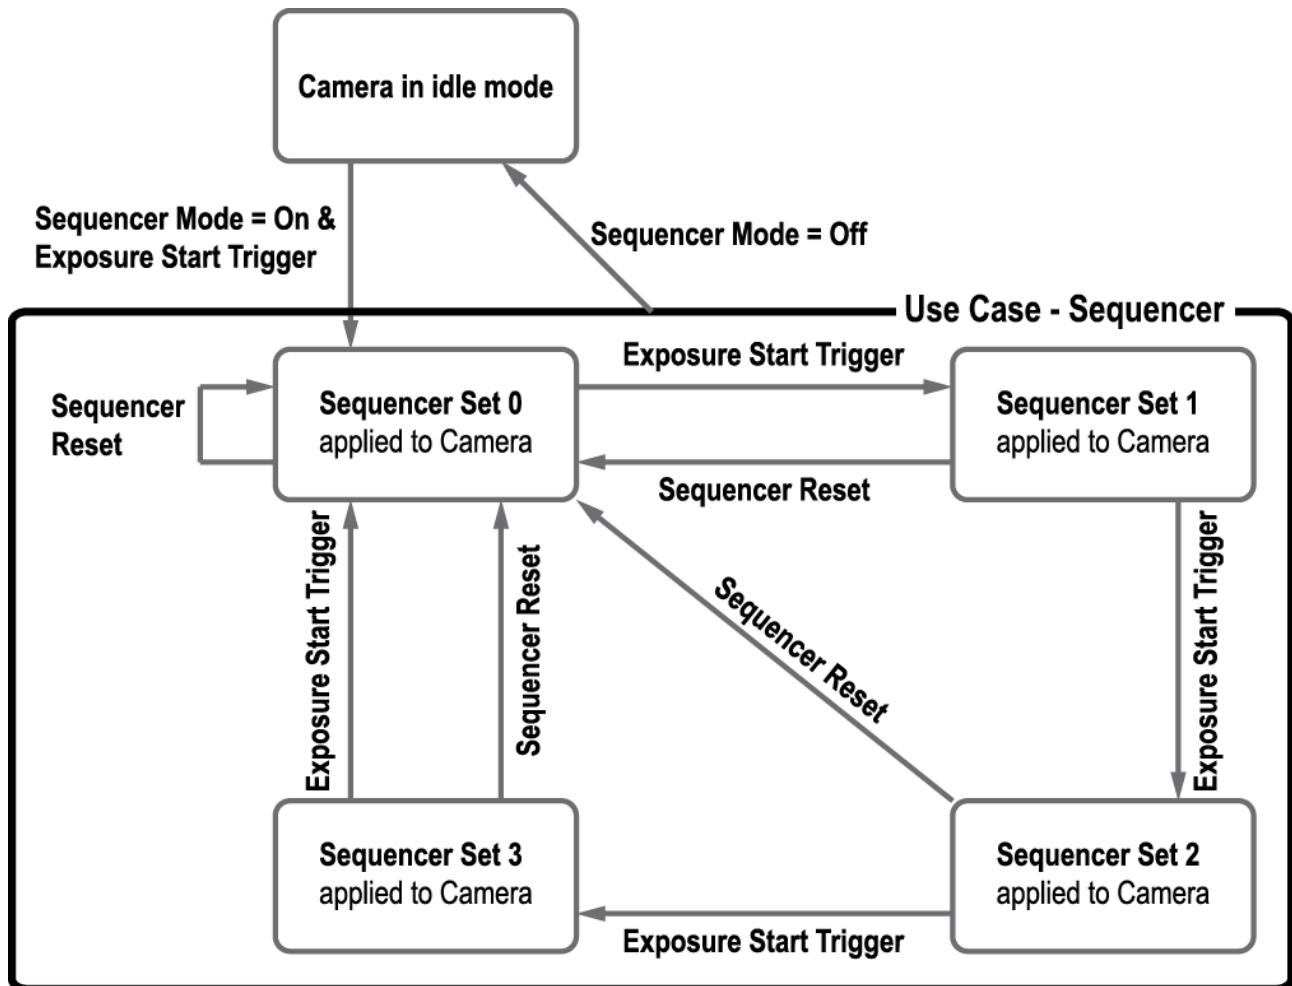 Camera in idle mode
Sequencer Mode = On &
Exposure Start Trigger
Sequencer Mode = Off
Use Case - Sequencer
Exposure Start Trigger
Sequencer
Reset
Sequencer Set 0
applied to Camera
Sequencer Set 1
applied to Camera
Sequencer Reset
Exposure Start Trigger
Sequencer Reset
Sequencer Reset
Exposure Start Trigger
Sequencer Set 3
applied to Camera
Sequencer Set 2
applied to Camera
Exposure Start Trigger